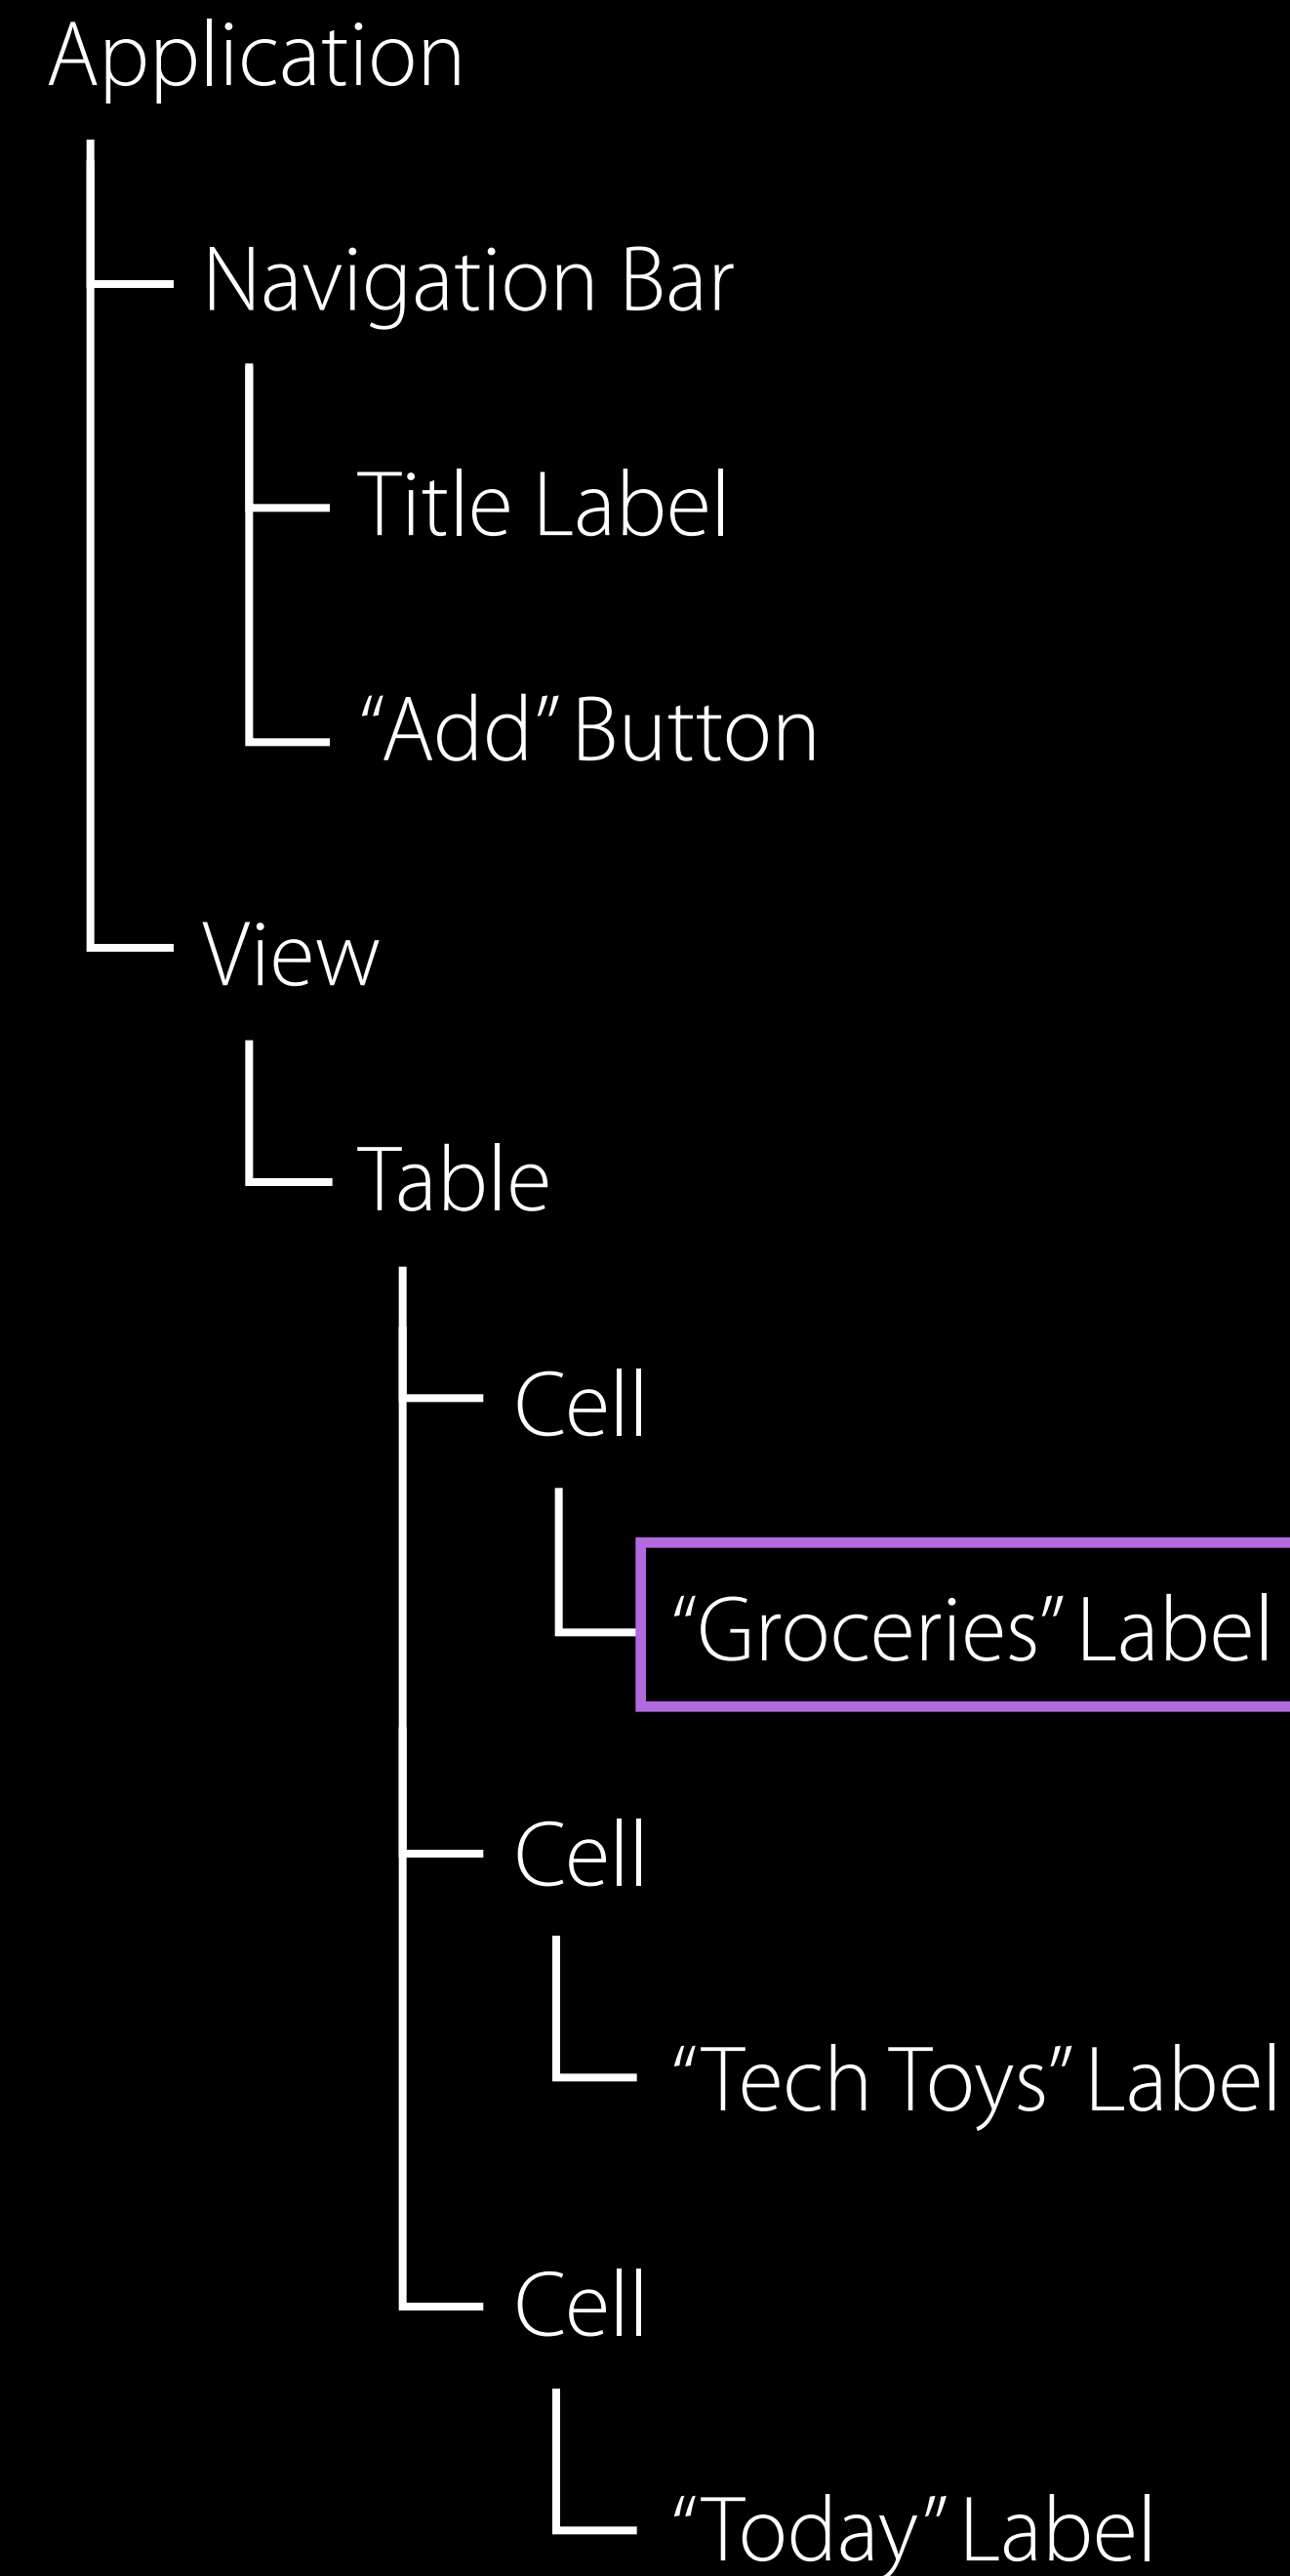 Application
Navigation Bar
Title Label
“Add” Button
View
Table
Cell
“Groceries” Label
Cell
“Tech Toys” Label
Cell
“Today” Label